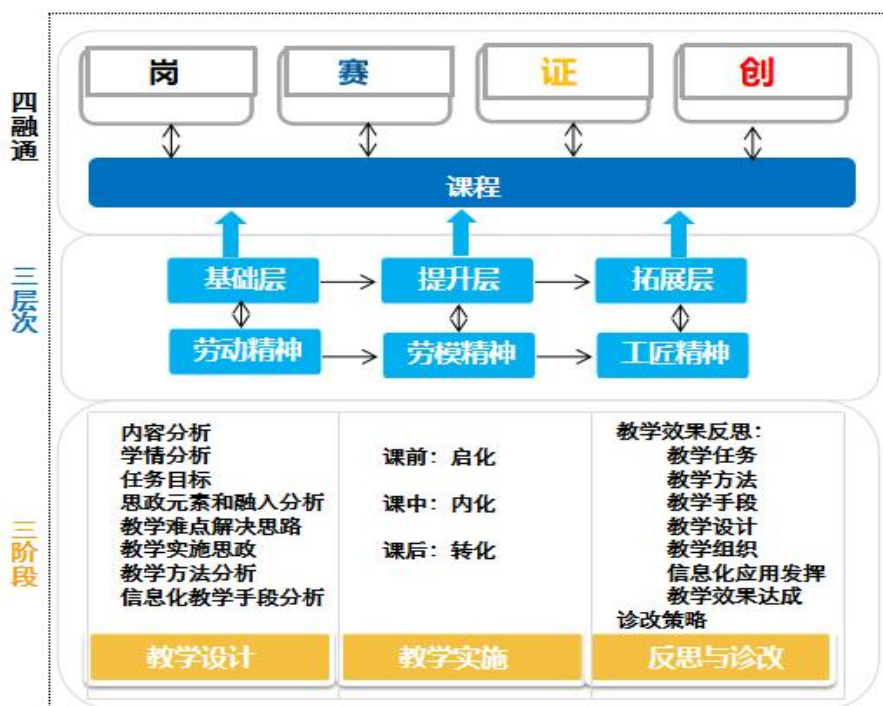 四融通
岗
赛
证
创
课程
三层次
基础层
提升层
拓展层
劳动精神
劳模精神
工匠精神
三阶段
内容分析
学情分析
任务目标
思政元素和融入分析
教学难点解决思路
教学实施思政
教学方法分析
信息化教学手段分析
教学设计
课前：启化
课中：内化
课后：转化
教学实施
教学效果反思：
教学任务
教学方法
教学手段
教学设计
教学组织
信息化应用发挥
教学效果达成
诊改策略
反思与诊改